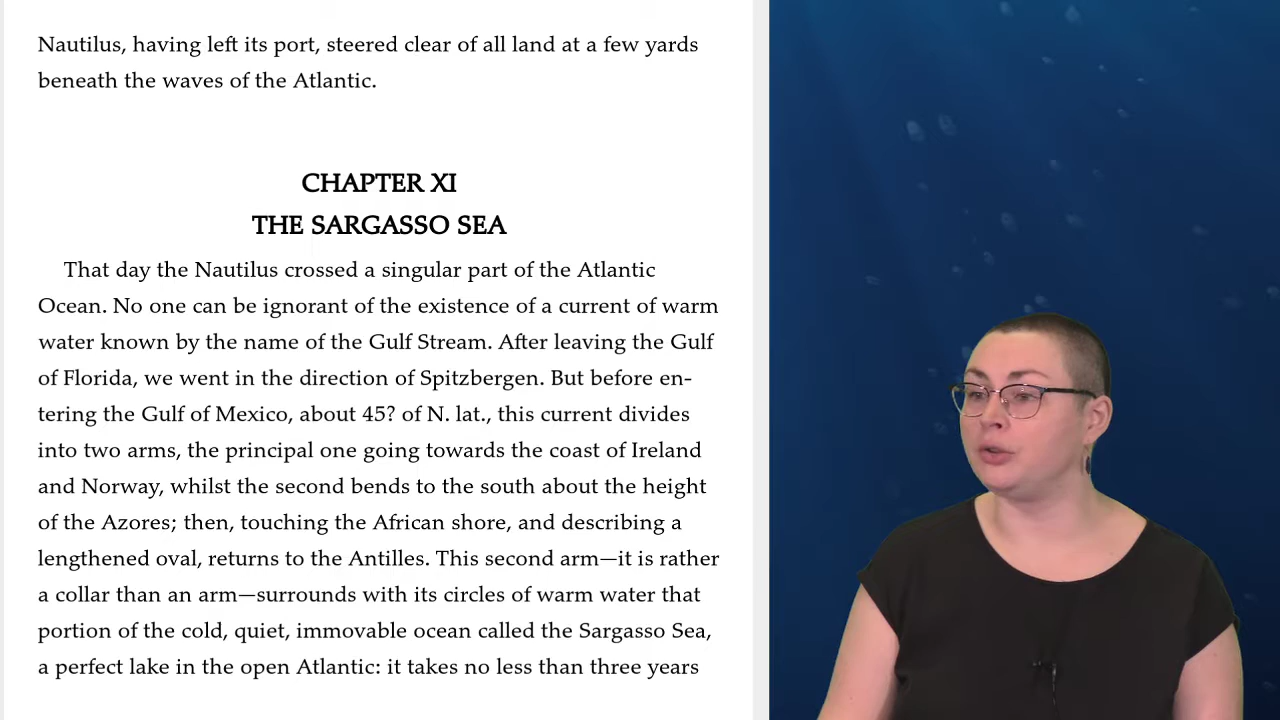 Nautilus, having left its port, steered clear of all land at a few yards
beneath the waves of the Atlantic.
CHAPTER XI
THE SARGASSO SEA
That day the Nautilus crossed a singular part of the Atlantic
Ocean. No one can be ignorant of the existence of a current of warm
water known by the name of the Gulf Stream. After leaving the Gulf
of Florida, we went in the direction of Spitzbergen. But before en-
tering the Gulf of Mexico, about 45? of N. lat., this current divides
into two arms, the principal one going towards the coast of Ireland
and Norway, whilst the second bends to the south about the height
of the Azores; then, touching the African shore, and describing a
lengthened oval, returns to the Antilles. This second arm—it is rather
a collar than an arm—surrounds with its circles of warm water that
portion of the cold, quiet, immovable ocean called the Sargasso Sea,
a perfect lake in the open Atlantic: it takes no less than three years